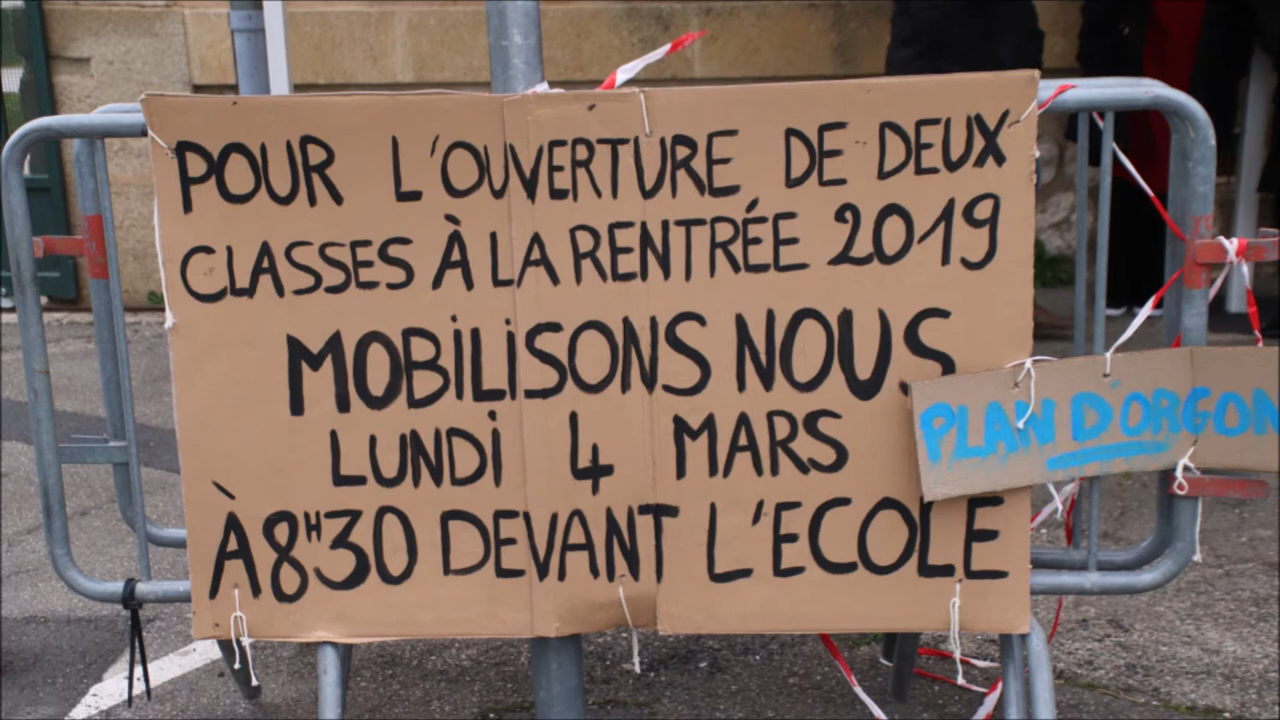 POUR L'OUVERTURE DE DEUX
CLASSES À LA RENTRÉE 2019
MOBiLiSONS NOUS
LUNDi 4 MARS
À 8H30 DEVANT L'ECOLE
PLAN D'ORGON